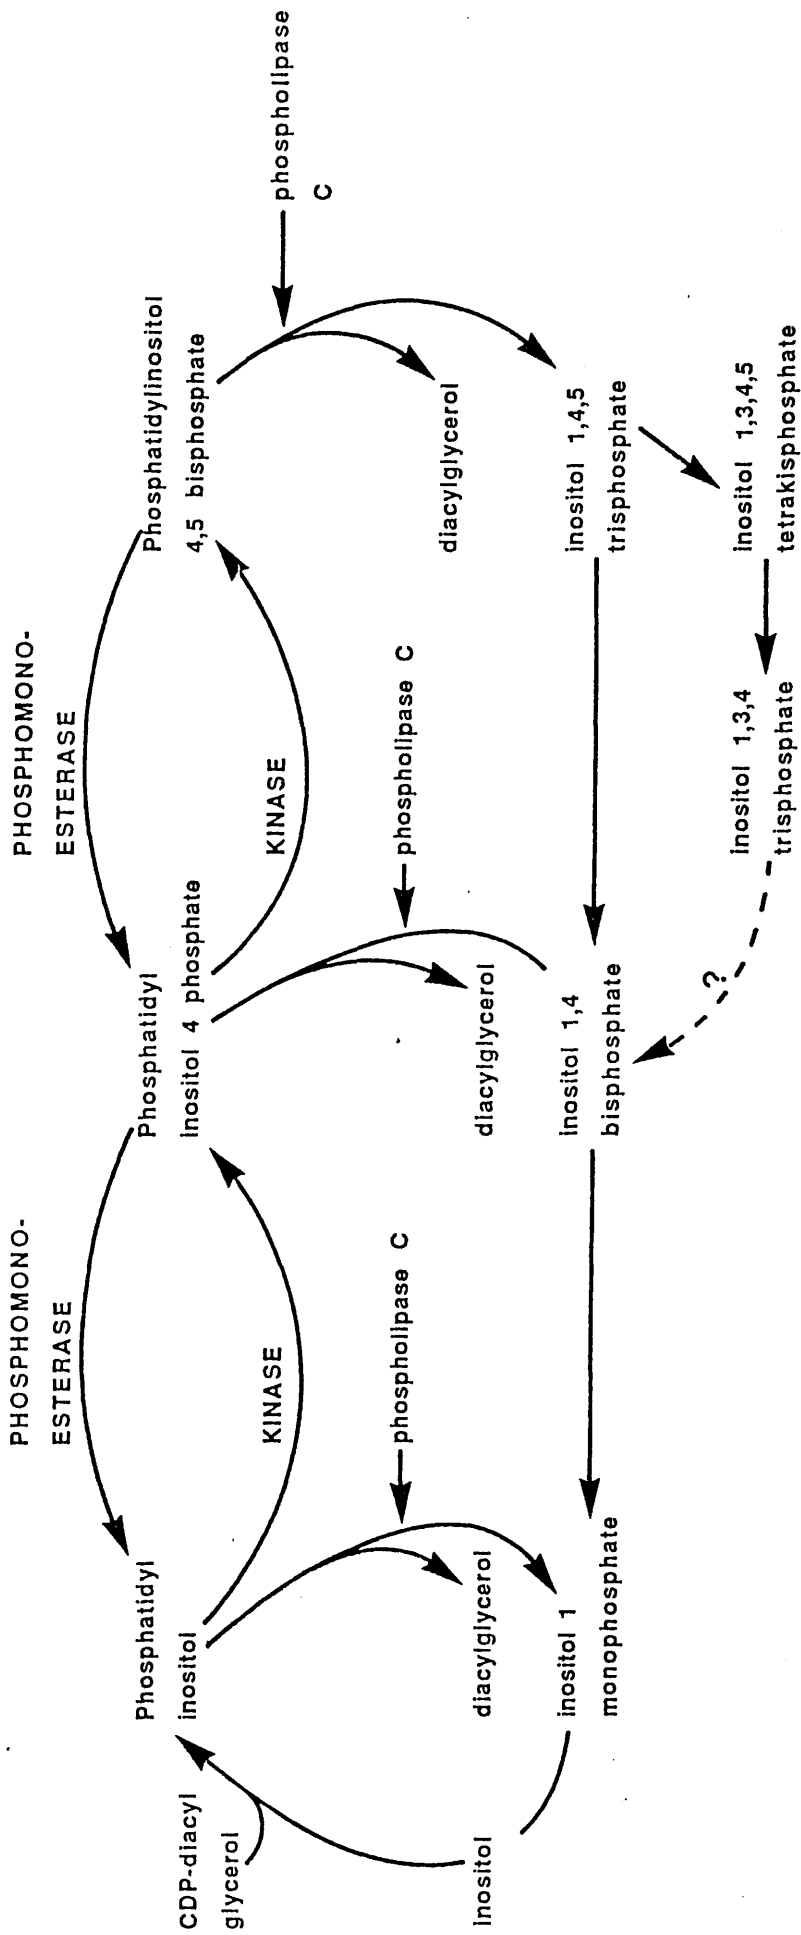 PHOSPHOMONO-
ESTERASE
PHOSPHOMONO-
ESTERASE
CDP-diacyl
glycerol
Phosphatidyl
inositol
Phosphatidyl
inositol 4 phosphate
Phosphatidylinositol
4,5 bisphosphate
KINASE
KINASE
phospholipase
C
phospholipase C
phospholipase C
inositol
diacylglycerol
diacylglycerol
diacylglycerol
inositol 1
monophosphate
inositol 1,4
bisphosphate
inositol 1,4,5
trisphosphate
?
inositol 1,3,4
trisphosphate
inositol 1,3,4,5
tetrakisphosphate